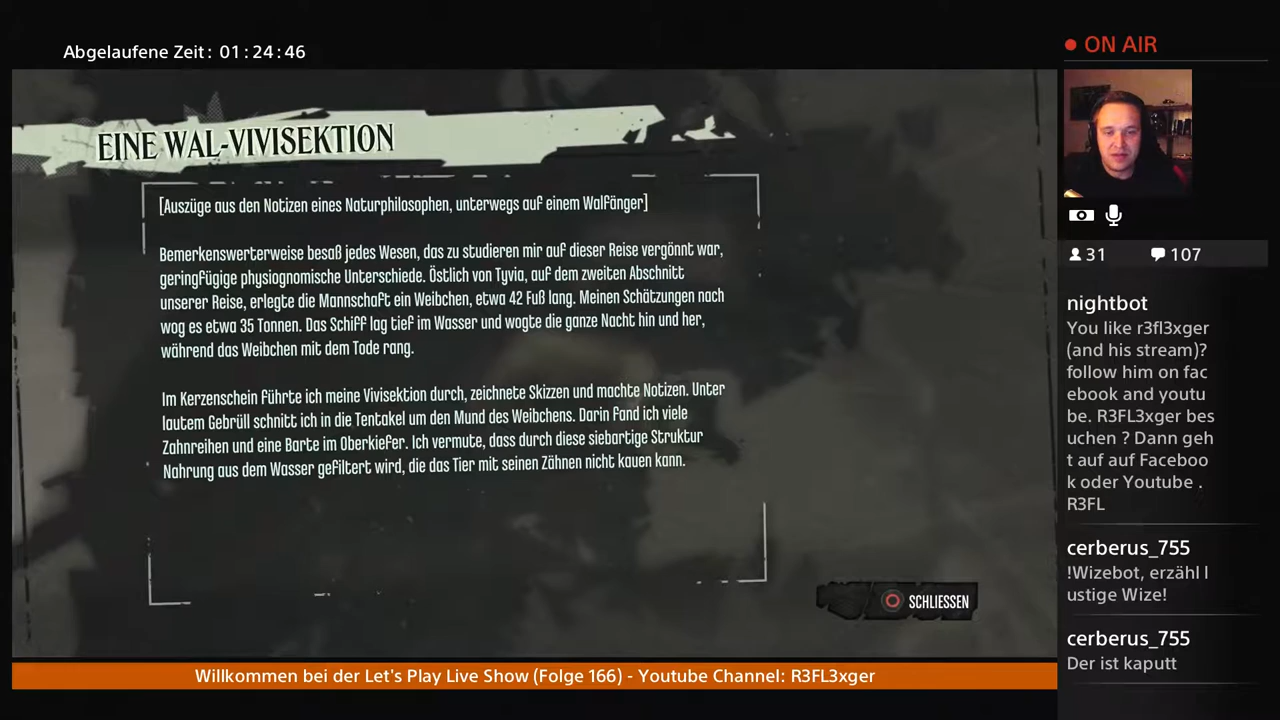 Abgelaufene Zeit: 01:24:46
ON AIR
EINE WAL-VIVISEKTION
[Auszüge aus den Notizen eines Naturphilosophen, unterwegs auf einem Walfänger]
Bemerkenswerterweise besaß jedes Wesen, das zu studieren mir auf dieser Reise vergönnt war,
geringfügige physiognomische Unterschiede. Östlich von Tyvia, auf dem zweiten Abschnitt
unserer Reise, erlegte die Mannschaft ein Weibchen, etwa 42 Fuß lang. Meinen Schätzungen nach
wog es etwa 35 Tonnen. Das Schiff lag tief im Wasser und wogte die ganze Nacht hin und her,
während das Weibchen mit dem Tode rang.
Im Kerzenschein führte ich meine Vivisektion durch, zeichnete Skizzen und machte Notizen. Unter
lautem Gebrüll schnitt ich in die Tentakel um den Mund des Weibchens. Darin fand ich viele
Zahnreihen und eine Barte im Oberkiefer. Ich vermute, dass durch diese siebartige Struktur
Nahrung aus dem Wasser gefiltert wird, die das Tier mit seinen Zähnen nicht kauen kann.
SCHLIESSEN
31 107
nightbot
You like r3fl3xger
(and his stream)?
follow him on fac
ebook and youtu
be. R3FL3xger bes
uchen ? Dann geh
t auf auf Faceboo
k oder Youtube .
R3FL
cerberus_755
!Wizebot, erzähl l
ustige Wize!
cerberus_755
Der ist kaputt
Willkommen bei der Let's Play Live Show (Folge 166) - Youtube Channel: R3FL3xger